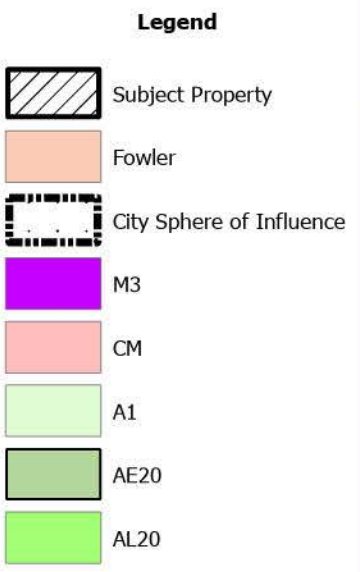 Legend
Subject Property
Fowler
City Sphere of Influence
M3
CM
A1
AE20
AL20